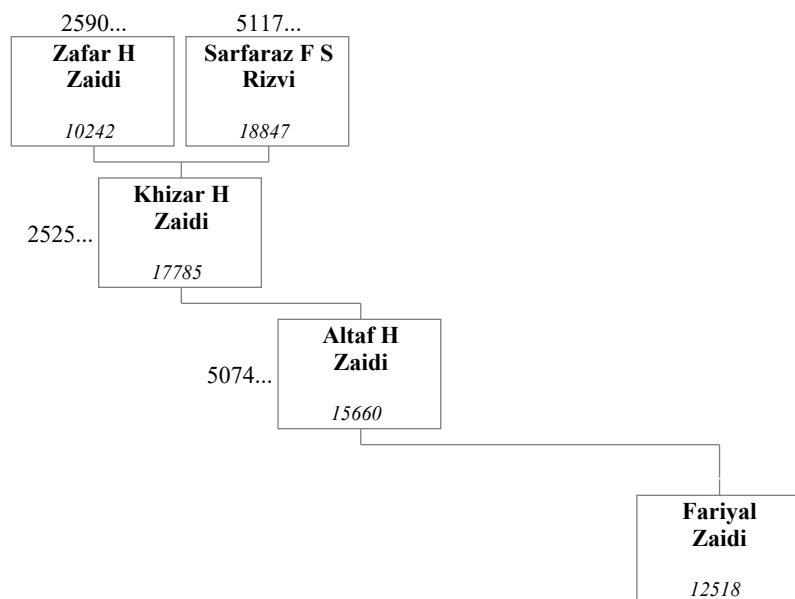 2590...
5117...
Zafar H
Zaidi
10242
Sarfaraz F S
Rizvi
18847
Khizar H
Zaidi
2525...
17785
Altaf H
Zaidi
5074...
15660
Fariyal
Zaidi
12518